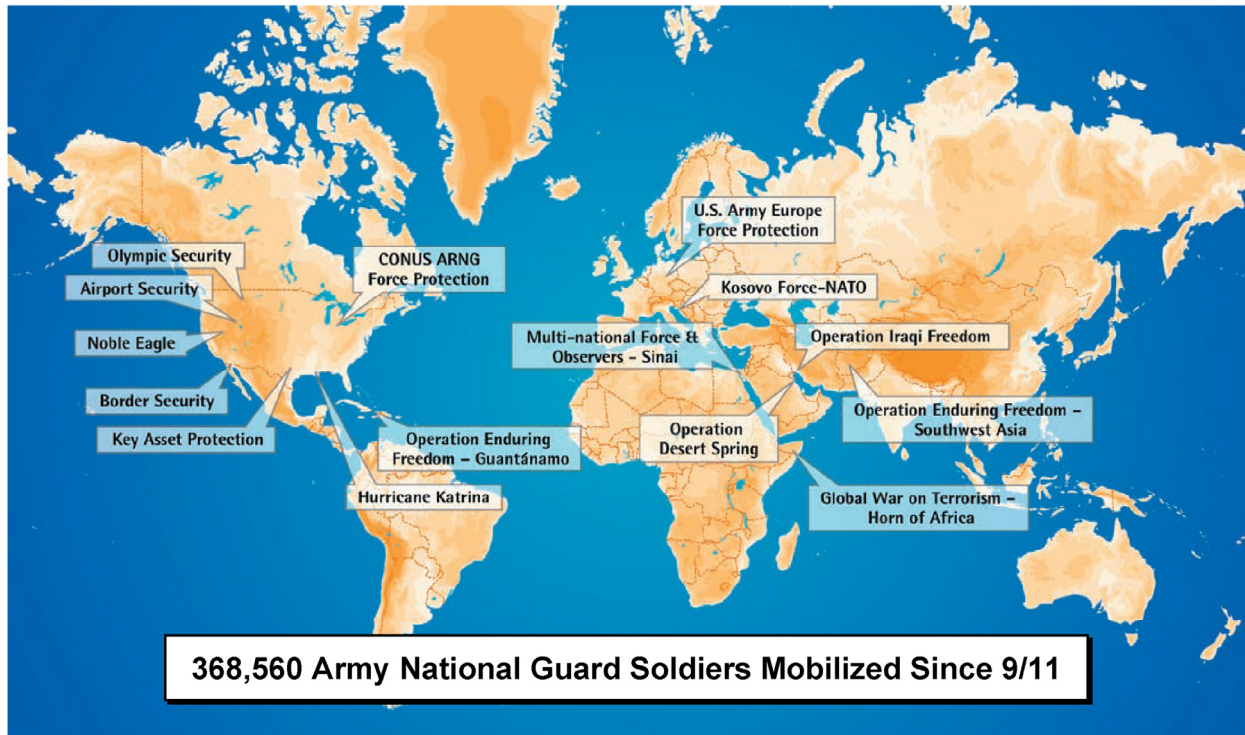 U.S. Army Europe
Force Protection
Olympic Security
CONUS ARNG
Force Protection
Airport Security
Kosovo Force-NATO
Noble Eagle
Multi-national Force &
Observers - Sinai
Operation Iraqi Freedom
Border Security
Key Asset Protection
Operation Enduring
Freedom – Guantánamo
Operation
Desert Spring
Operation Enduring Freedom –
Southwest Asia
Hurricane Katrina
Global War on Terrorism –
Horn of Africa
368,560 Army National Guard Soldiers Mobilized Since 9/11